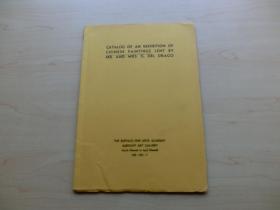 CATALOG OF AN EXHIBITION OF
CHINESE PAINTINGS LENT BY
MR. AND MRS. G. DEL DRAGO
THE BUFFALO FINE ARTS ACADEMY
ALBRIGHT ART GALLERY